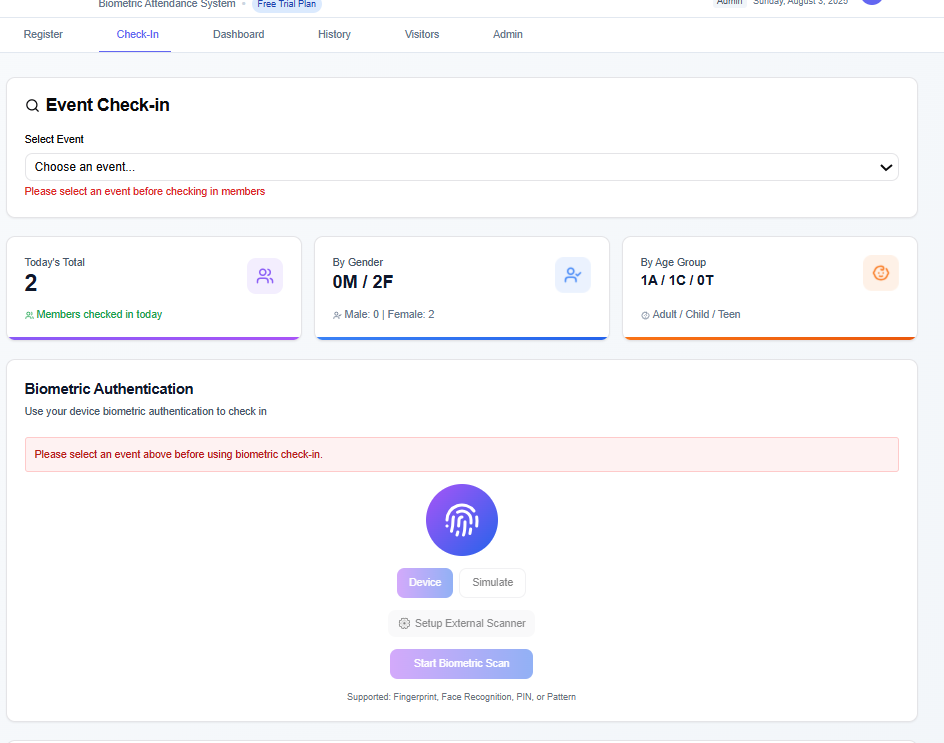 Biometric Attendance System • Free Trial Plan Admin Sunday, August 3, 2025
Register Check-In Dashboard History Visitors Admin
Event Check-in
Select Event
Choose an event...
Please select an event before checking in members
Today's Total
2
Members checked in today
By Gender
0M / 2F
Male: 0 | Female: 2
By Age Group
1A / 1C / 0T
Adult / Child / Teen
Biometric Authentication
Use your device biometric authentication to check in
Please select an event above before using biometric check-in.
Device Simulate
Setup External Scanner
Start Biometric Scan
Supported: Fingerprint, Face Recognition, PIN, or Pattern